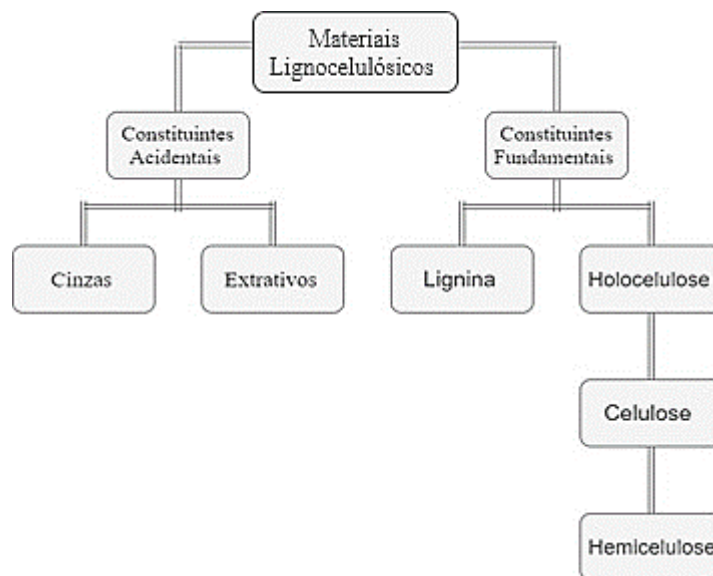 Materiais
Lignocelulósicos
Constituintes
Acidentais
Constituintes
Fundamentais
Cinzas
Extrativos
Lignina
Holocelulose
Celulose
Hemicelulose